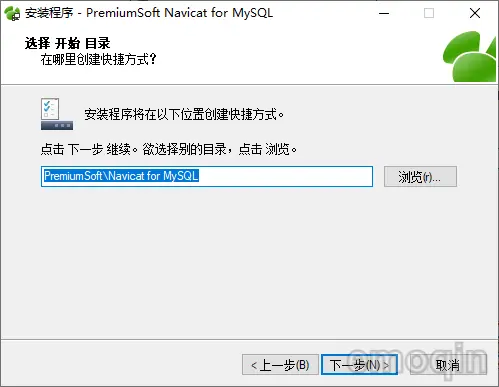 安装程序 - PremiumSoft Navicat for MySQL
选择 开始 目录
在哪里创建快捷方式?
安装程序将在以下位置创建快捷方式。
点击 下一步 继续。欲选择别的目录，点击 浏览。
PremiumSoft\Navicat for MySQL
浏览(r)...
< 上一步(B)
下一步(N) >
取消
emoqin